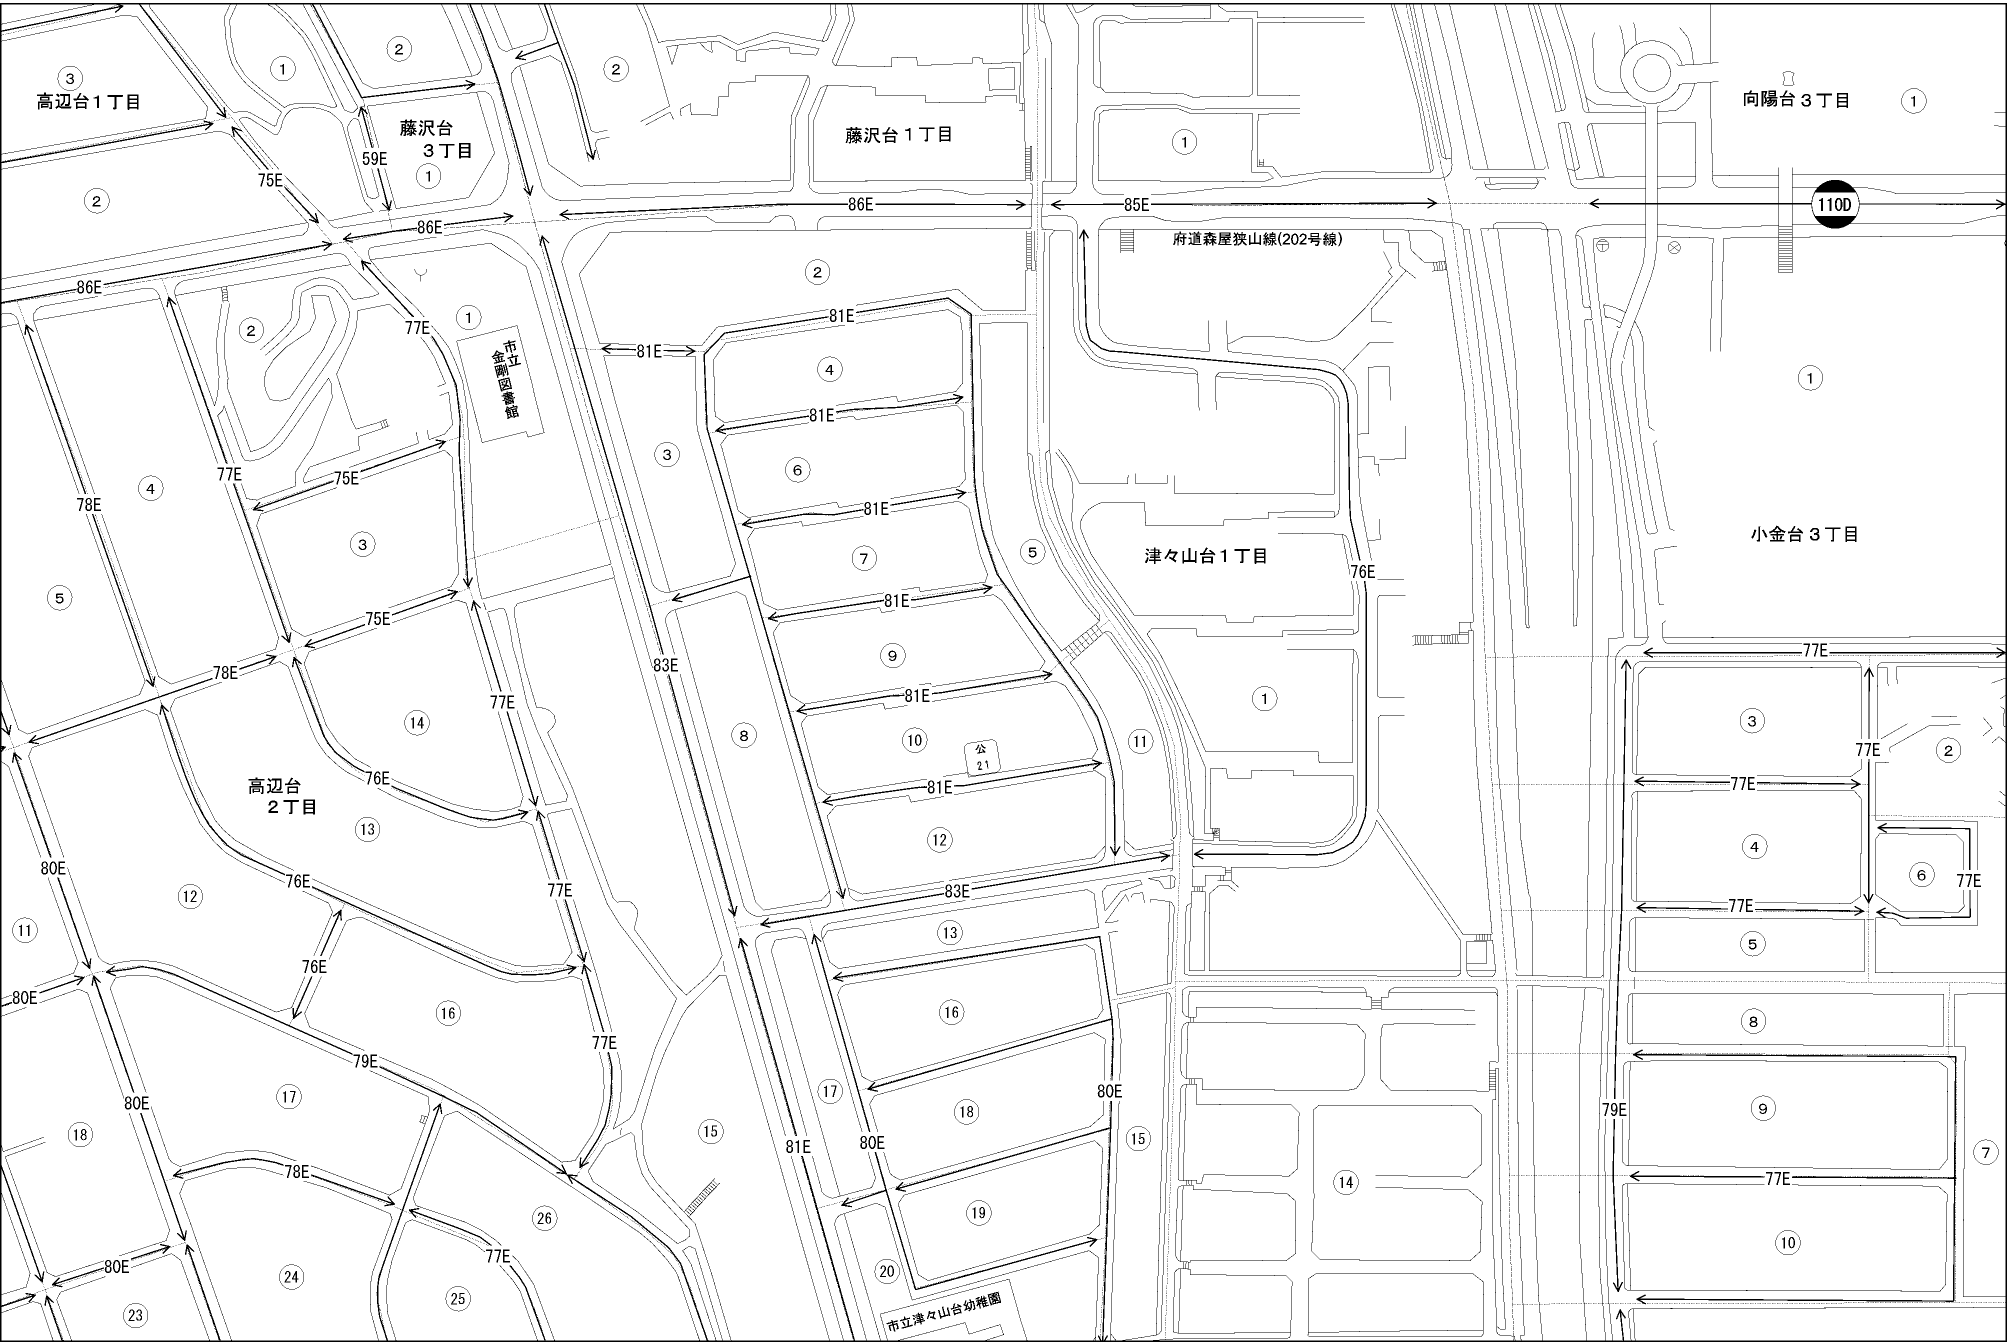 ③
高辺台１丁目
①
②
②
藤沢台
３丁目
59E
①
藤沢台１丁目
①
向陽台３丁目
①
75E
②
86E
86E
85E
110D
府道森屋狭山線(202号線)
86E
②
77E
①
市立
金剛図書館
②
81E
81E
④
①
78E
④
77E
75E
③
81E
⑥
③
81E
⑦
⑤
津々山台１丁目
76E
小金台３丁目
⑤
75E
81E
78E
83E
⑨
77E
77E
81E
①
⑭
⑧
⑩
公
21
⑪
③
77E
②
76E
高辺台
２丁目
⑬
81E
77E
⑫
④
80E
76E
77E
⑫
83E
⑥
77E
⑪
⑬
77E
⑤
76E
80E
⑯
⑯
⑧
77E
79E
⑰
80E
⑰
⑱
80E
79E
⑨
⑱
⑮
81E
80E
⑮
⑦
78E
⑭
77E
㉖
⑲
77E
⑩
80E
㉔
⑳
㉓
㉕
市立津々山台幼稚園